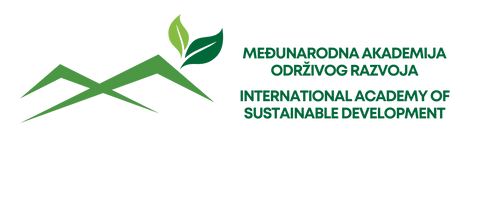 MEĐUNARODNA AKADEMIJA
ODRŽIVOG RAZVOJA
INTERNATIONAL ACADEMY OF
SUSTAINABLE DEVELOPMENT